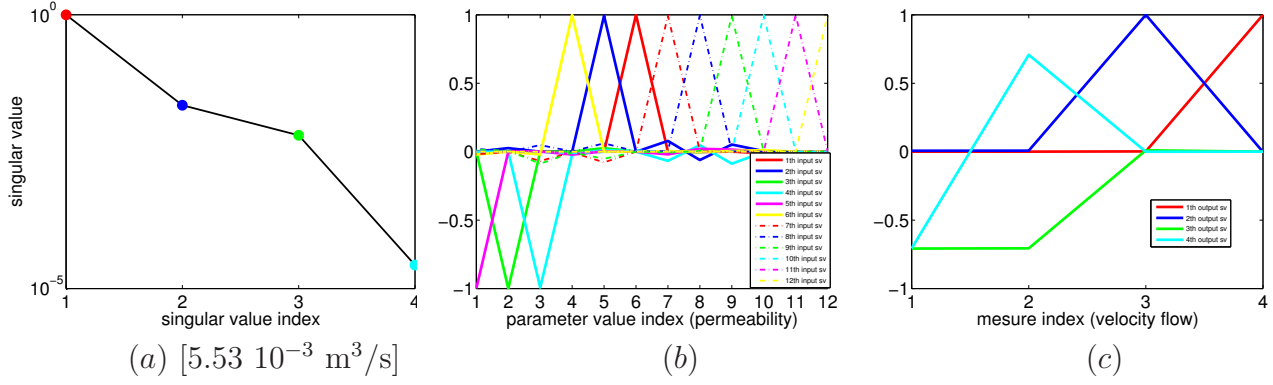 10^0
10^-5
singular value
1 2 3 4
singular value index
(a) [5.53 10^-3 m^3/s]
1
0.5
0
−0.5
−1
1th input sv
2th input sv
3th input sv
4th input sv
5th input sv
6th input sv
7th input sv
8th input sv
9th input sv
10th input sv
11th input sv
12th input sv
1 2 3 4 5 6 7 8 9 10 11 12
parameter value index (permeability)
(b)
1
0.5
0
−0.5
−1
1th output sv
2th output sv
3th output sv
4th output sv
1 2 3 4
mesure index (velocity flow)
(c)